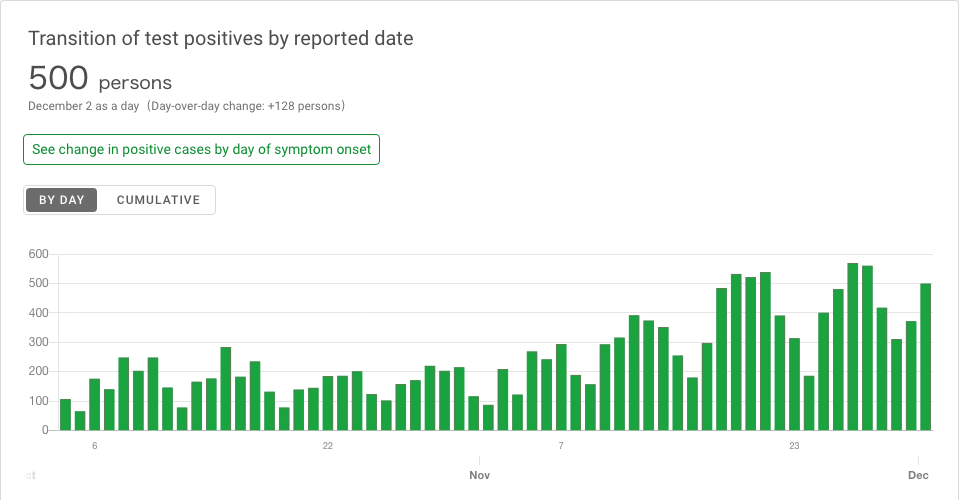 Transition of test positives by reported date
500 persons
December 2 as a day（Day-over-day change: +128 persons）
See change in positive cases by day of symptom onset
BY DAY CUMULATIVE
600
500
400
300
200
100
0
6 22 7 23
ct Nov Dec